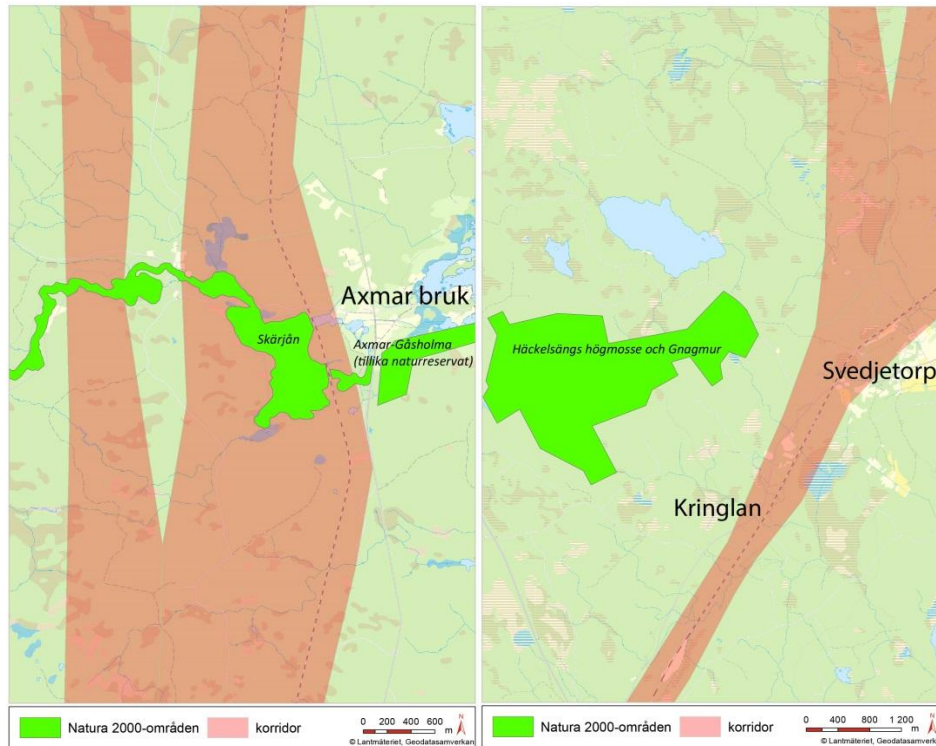 Axmar bruk
Skärjån
Axmar-Gåsholma
(tillika naturreservat)
Natura 2000-områden
korridor
0 200 400 600
m
N
© Lantmäteriet, Geodatasamverkan
Häckelsängs högmosse och Gnagmur
Svedjetorp
Kringlan
Natura 2000-områden
korridor
0 400 800 1 200
m
N
© Lantmäteriet, Geodatasamverkan